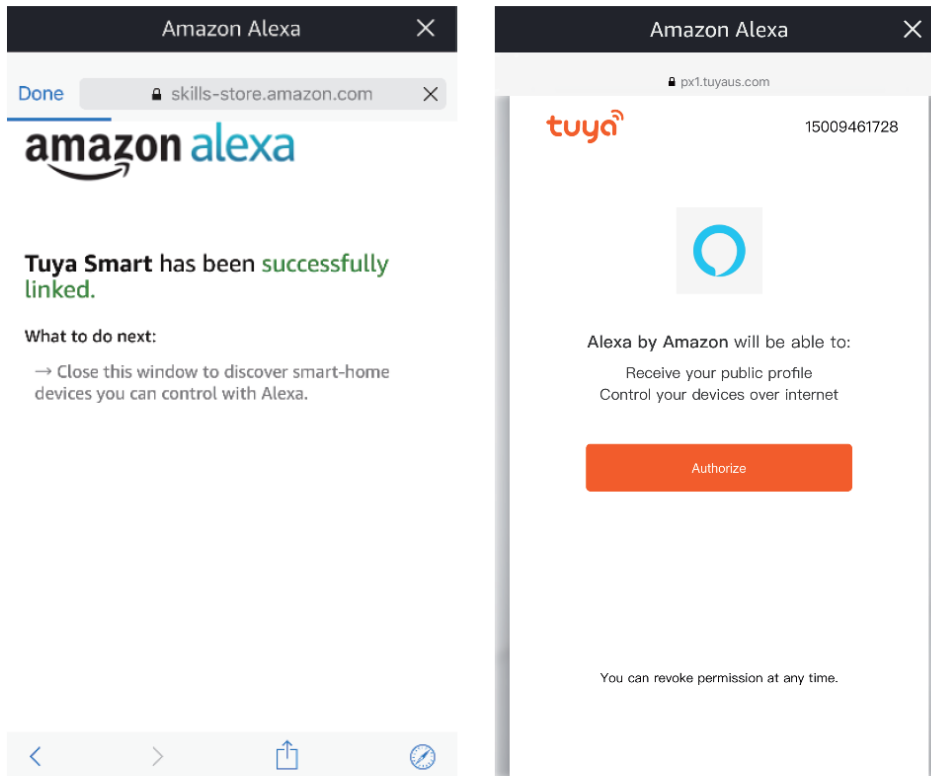 Amazon Alexa
Done
skills-store.amazon.com
amazon alexa
Tuya Smart has been successfully
linked.
What to do next:
→ Close this window to discover smart-home
devices you can control with Alexa.
Amazon Alexa
px1.tuyaus.com
tuya
15009461728
Alexa by Amazon will be able to:
Receive your public profile
Control your devices over internet
Authorize
You can revoke permission at any time.